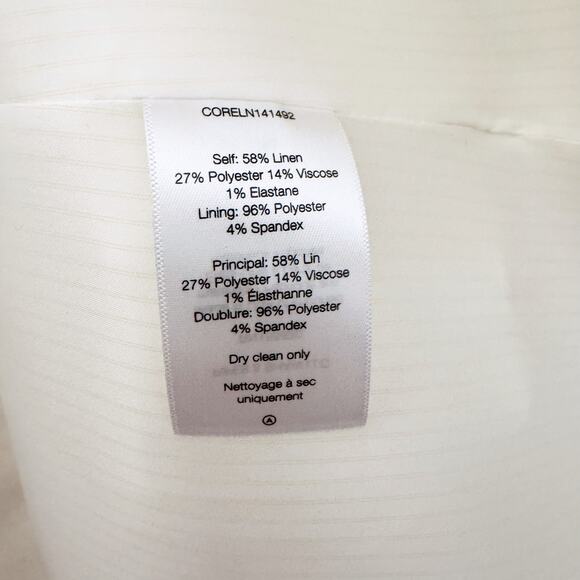 CORELN141492
Self: 58% Linen
27% Polyester 14% Viscose
1% Elastane
Lining: 96% Polyester
4% Spandex
Principal: 58% Lin
27% Polyester 14% Viscose
1% Élasthanne
Doublure: 96% Polyester
4% Spandex
Dry clean only
Nettoyage à sec
uniquement
A